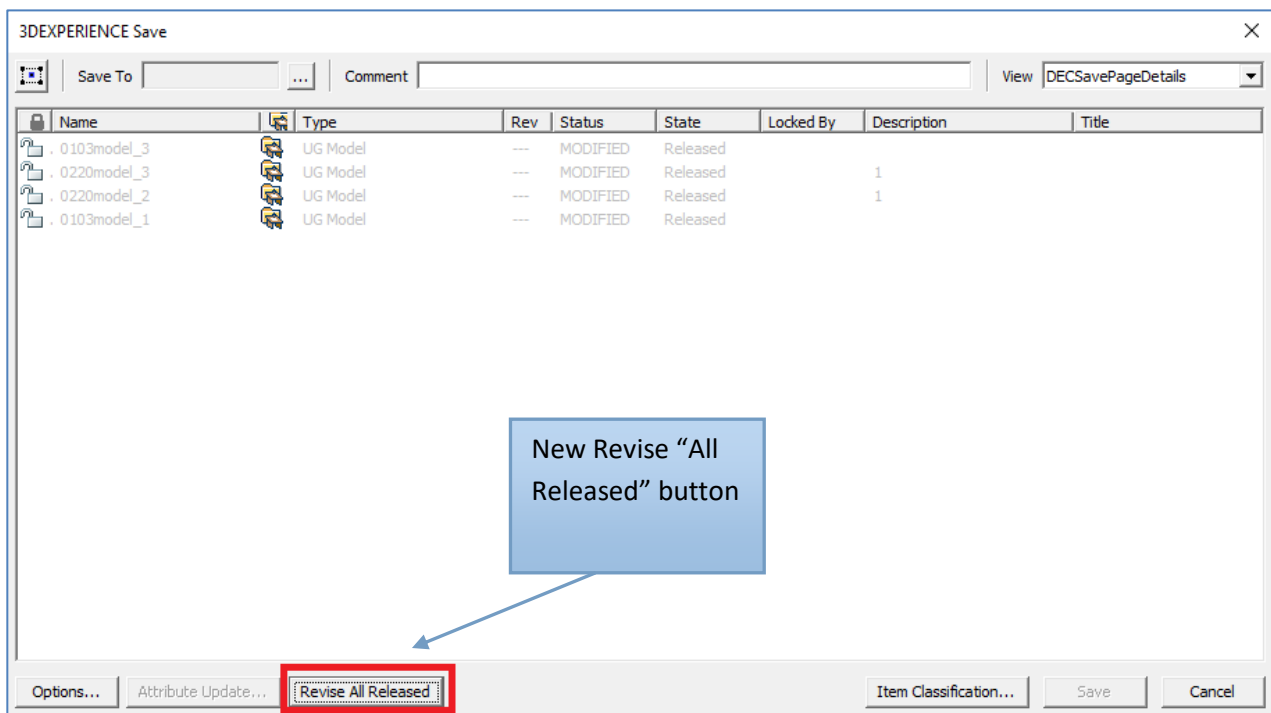 3DEXPERIENCE Save
Save To ... Comment View DECSavePageDetails
Name Type Rev Status State Locked By Description Title
. 0103model_3 UG Model --- MODIFIED Released
. 0220model_3 UG Model --- MODIFIED Released 1
. 0220model_2 UG Model --- MODIFIED Released 1
. 0103model_1 UG Model --- MODIFIED Released
New Revise “All
Released” button
Options... Attribute Update... Revise All Released Item Classification... Save Cancel